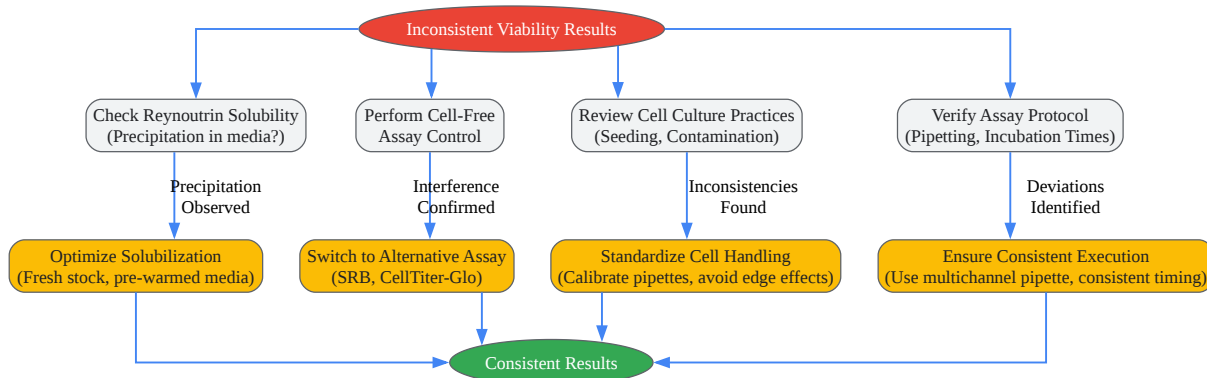 Inconsistent Viability Results
Check Reynoutrin Solubility
(Precipitation in media?)
Perform Cell-Free
Assay Control
Review Cell Culture Practices
(Seeding, Contamination)
Verify Assay Protocol
(Pipetting, Incubation Times)
Precipitation
Observed
Interference
Confirmed
Inconsistencies
Found
Deviations
Identified
Optimize Solubilization
(Fresh stock, pre-warmed media)
Switch to Alternative Assay
(SRB, CellTiter-Glo)
Standardize Cell Handling
(Calibrate pipettes, avoid edge effects)
Ensure Consistent Execution
(Use multichannel pipette, consistent timing)
Consistent Results